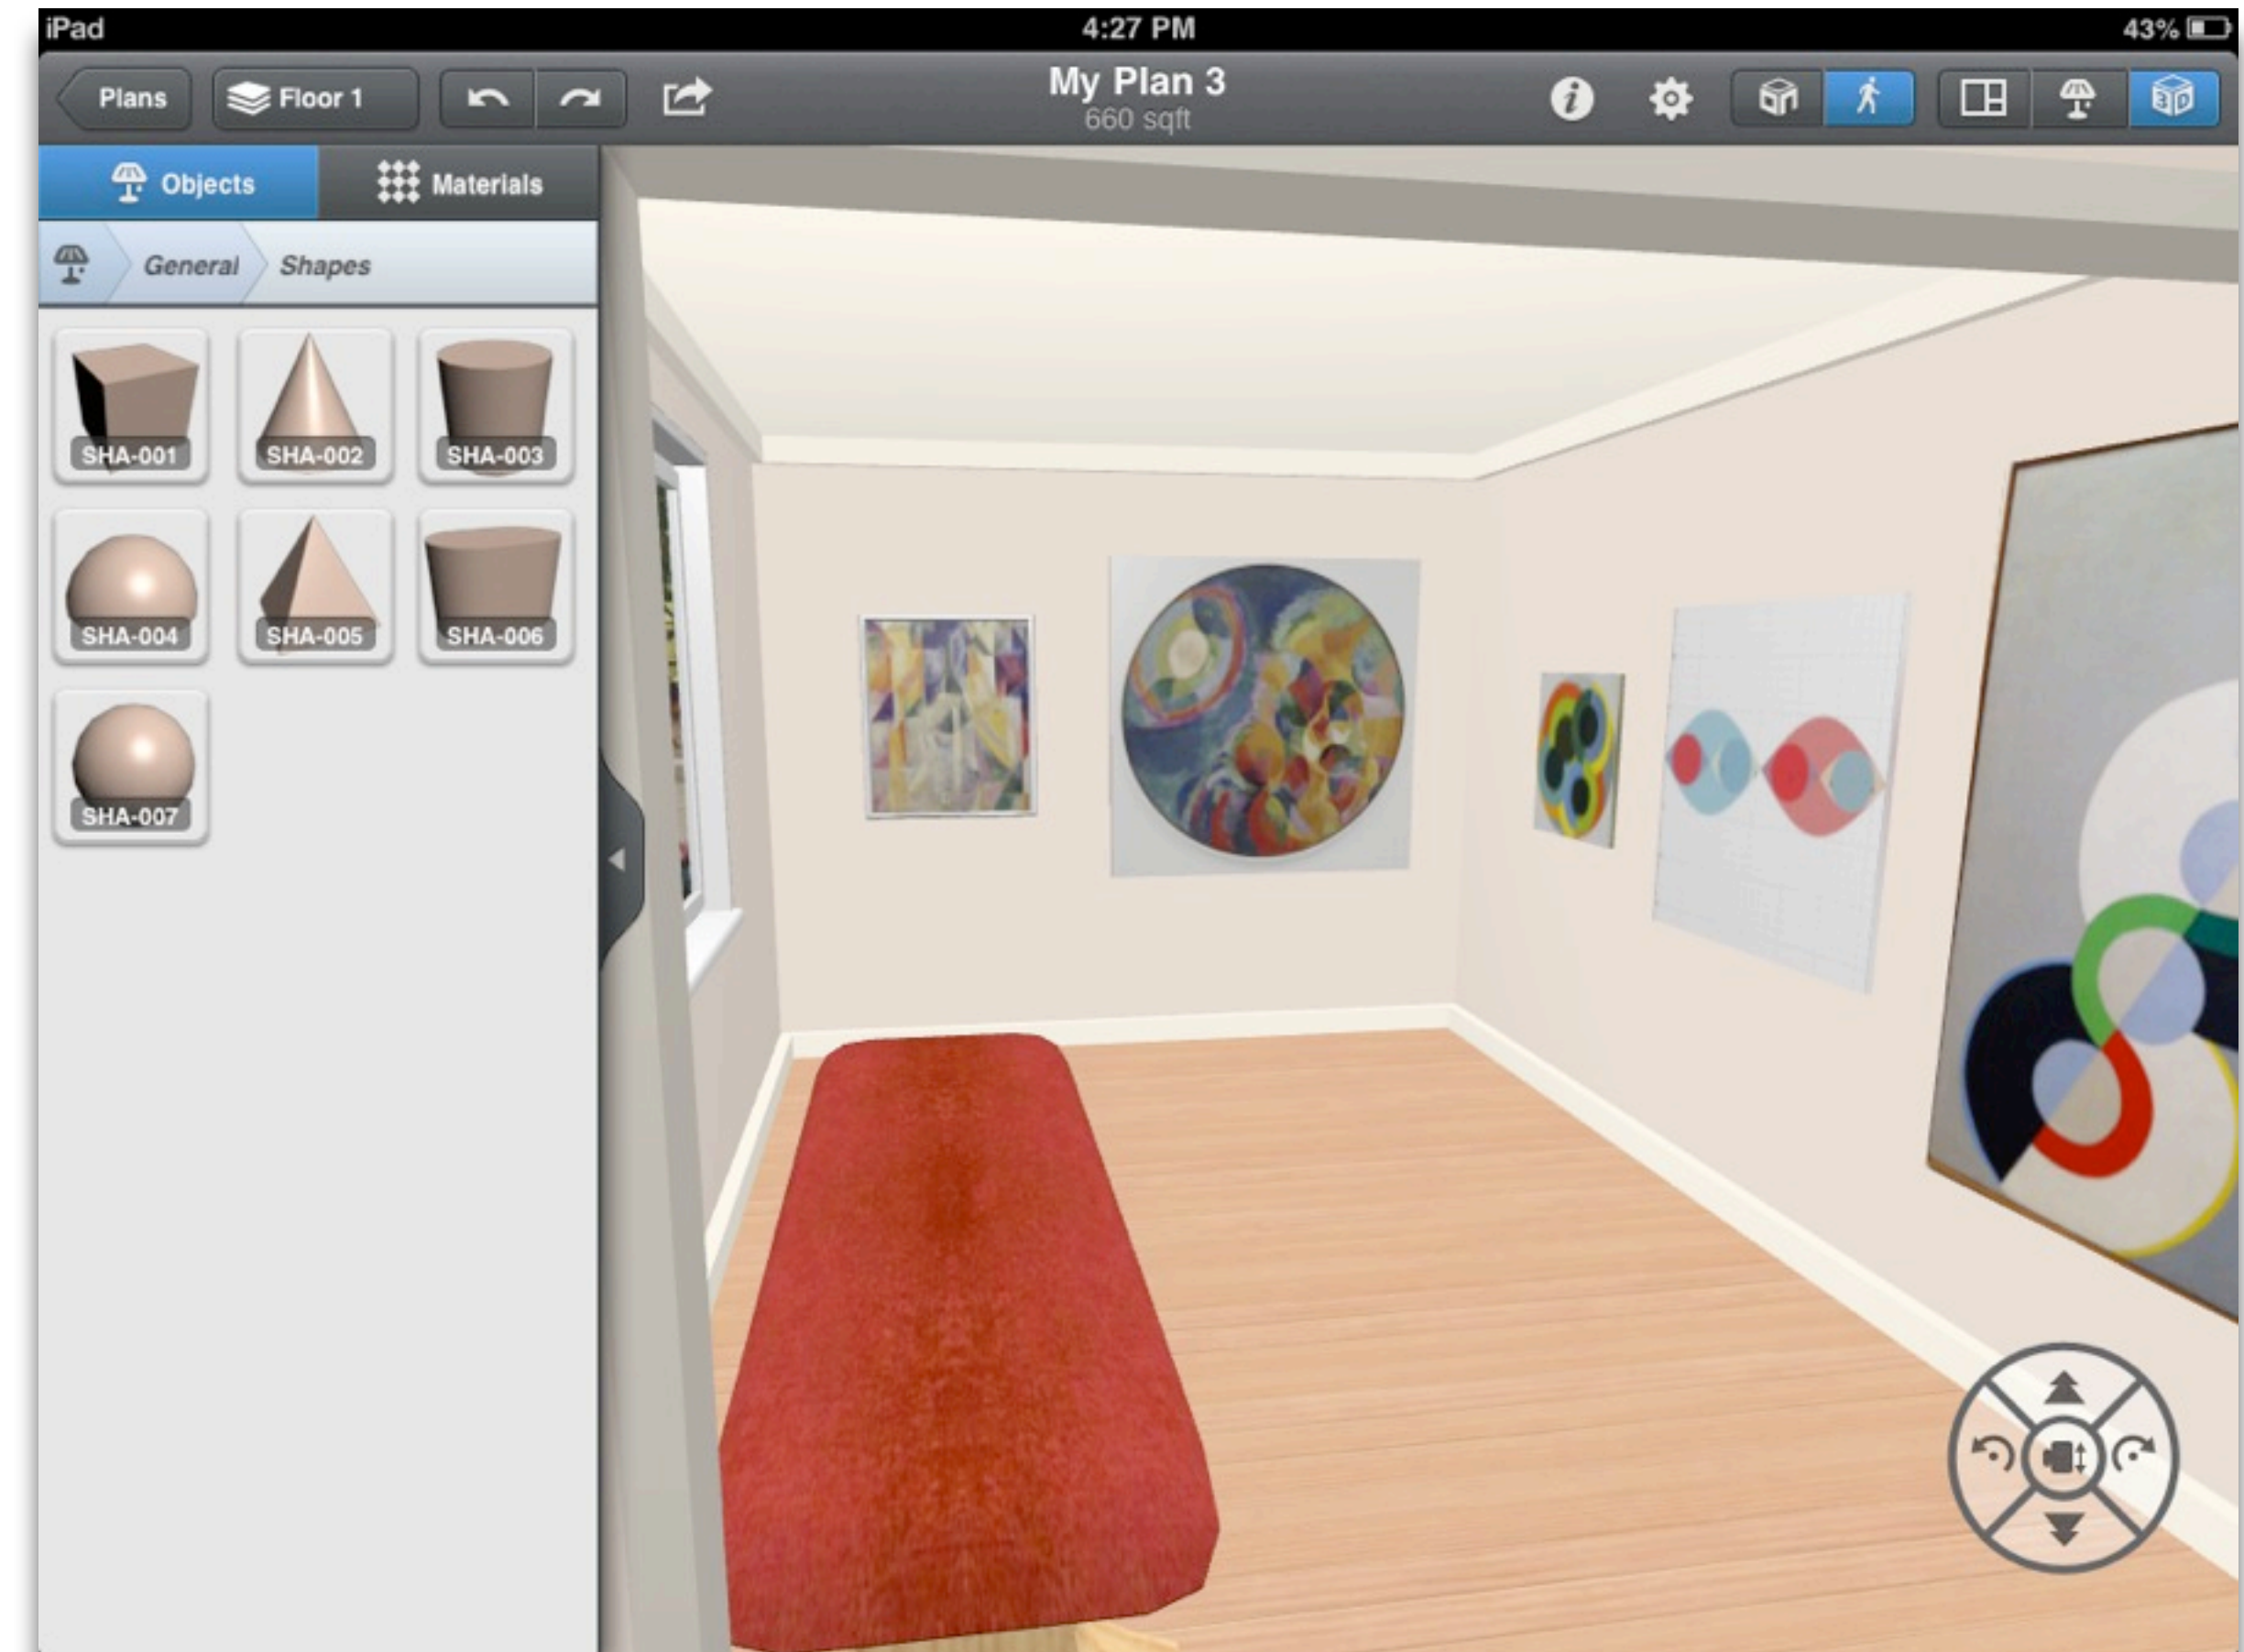 iPad 4:27 PM 43%
Plans Floor 1 My Plan 3
660 sqft
3D
Objects Materials
General Shapes
SHA-001 SHA-002 SHA-003
SHA-004 SHA-005 SHA-006
SHA-007